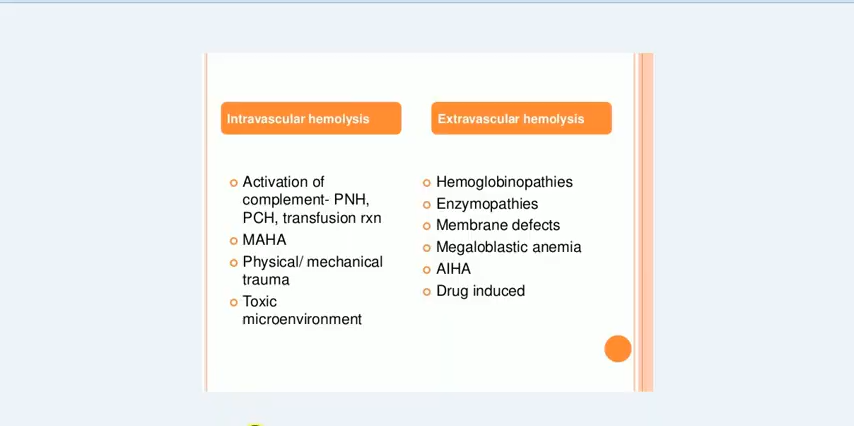 Intravascular hemolysis
Activation of
complement- PNH,
PCH, transfusion rxn
MAHA
Physical/ mechanical
trauma
Toxic
microenvironment
Extravascular hemolysis
Hemoglobinopathies
Enzymopathies
Membrane defects
Megaloblastic anemia
AIHA
Drug induced